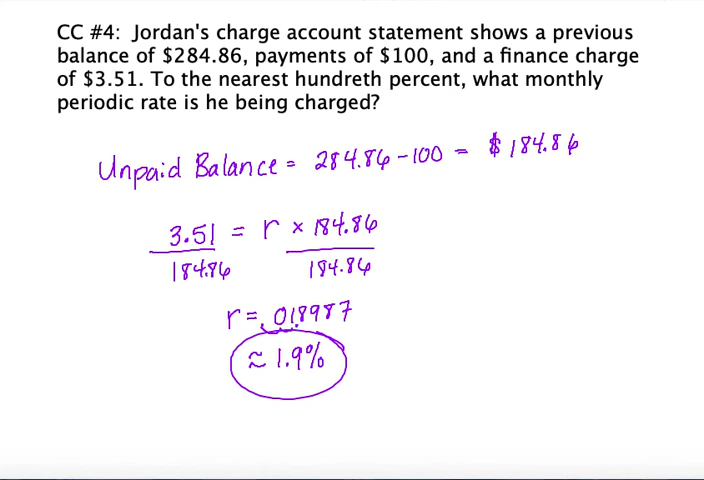 CC #4: Jordan's charge account statement shows a previous
balance of $284.86, payments of $100, and a finance charge
of $3.51. To the nearest hundreth percent, what monthly
periodic rate is he being charged?
Unpaid Balance = 284.86 - 100 = $184.86
3.51 = r × 184.86
184.86 184.86
r = .018987
≈ 1.9%